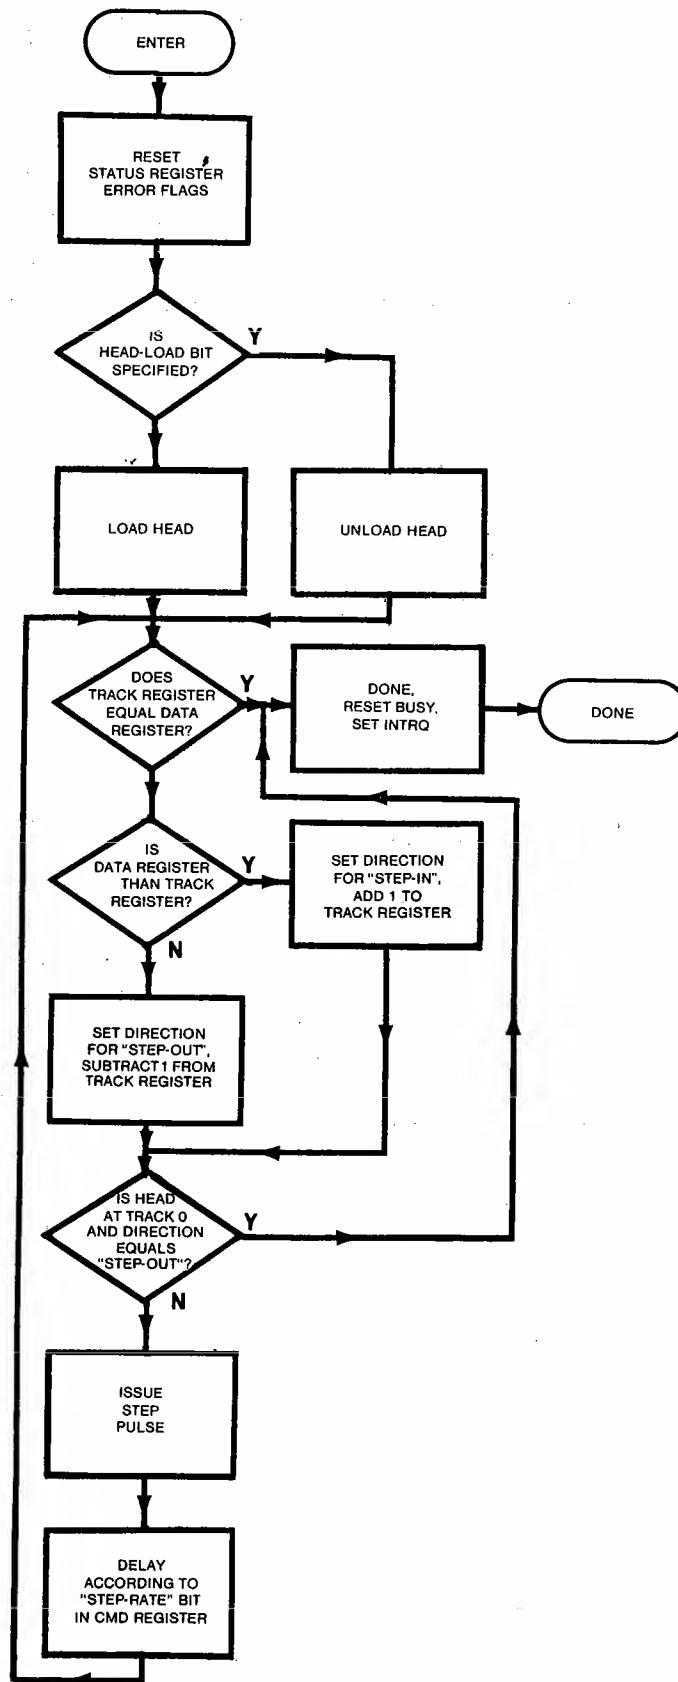 ENTER
RESET
STATUS REGISTER
ERROR FLAGS
IS
HEAD-LOAD BIT
SPECIFIED?
Y
LOAD HEAD
UNLOAD HEAD
DOES
TRACK REGISTER
EQUAL DATA
REGISTER?
Y
DONE,
RESET BUSY,
SET INTRQ
DONE
IS
DATA REGISTER
THAN TRACK
REGISTER?
Y
N
SET DIRECTION
FOR "STEP-IN",
ADD 1 TO
TRACK REGISTER
SET DIRECTION
FOR "STEP-OUT",
SUBTRACT 1 FROM
TRACK REGISTER
IS HEAD
AT TRACK 0
AND DIRECTION
EQUALS
"STEP-OUT"?
Y
N
ISSUE
STEP
PULSE
DELAY
ACCORDING TO
"STEP-RATE" BIT
IN CMD REGISTER